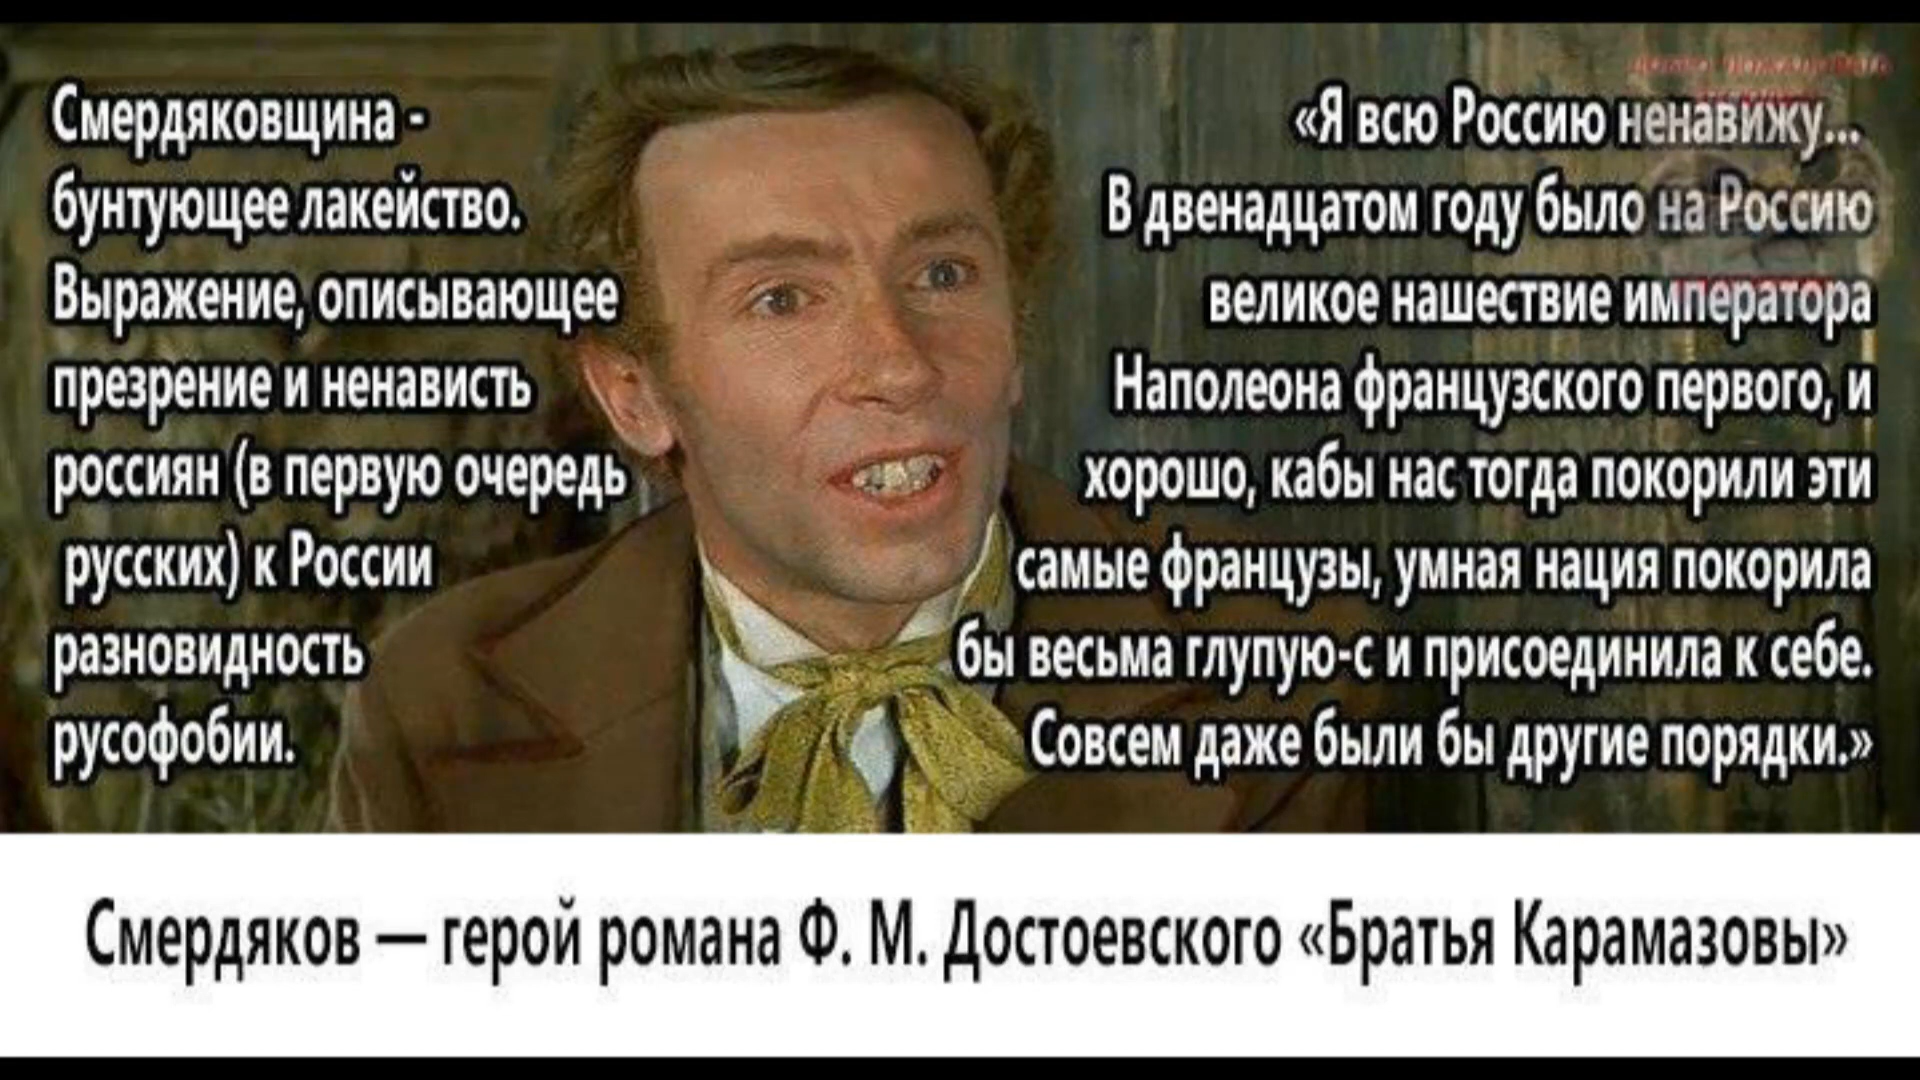 Смердяковщина -
бунтующее лакейство.
Выражение, описывающее
презрение и ненависть
россиян (в первую очередь
русских) к России
разновидность
русофобии.
«Я всю Россию ненавижу...
В двенадцатом году было на Россию
великое нашествие императора
Наполеона французского первого, и
хорошо, кабы нас тогда покорили эти
самые французы, умная нация покорила
бы весьма глупую-с и присоединила к себе.
Совсем даже были бы другие порядки.»
Смердяков — герой романа Ф. М. Достоевского «Братья Карамазовы»